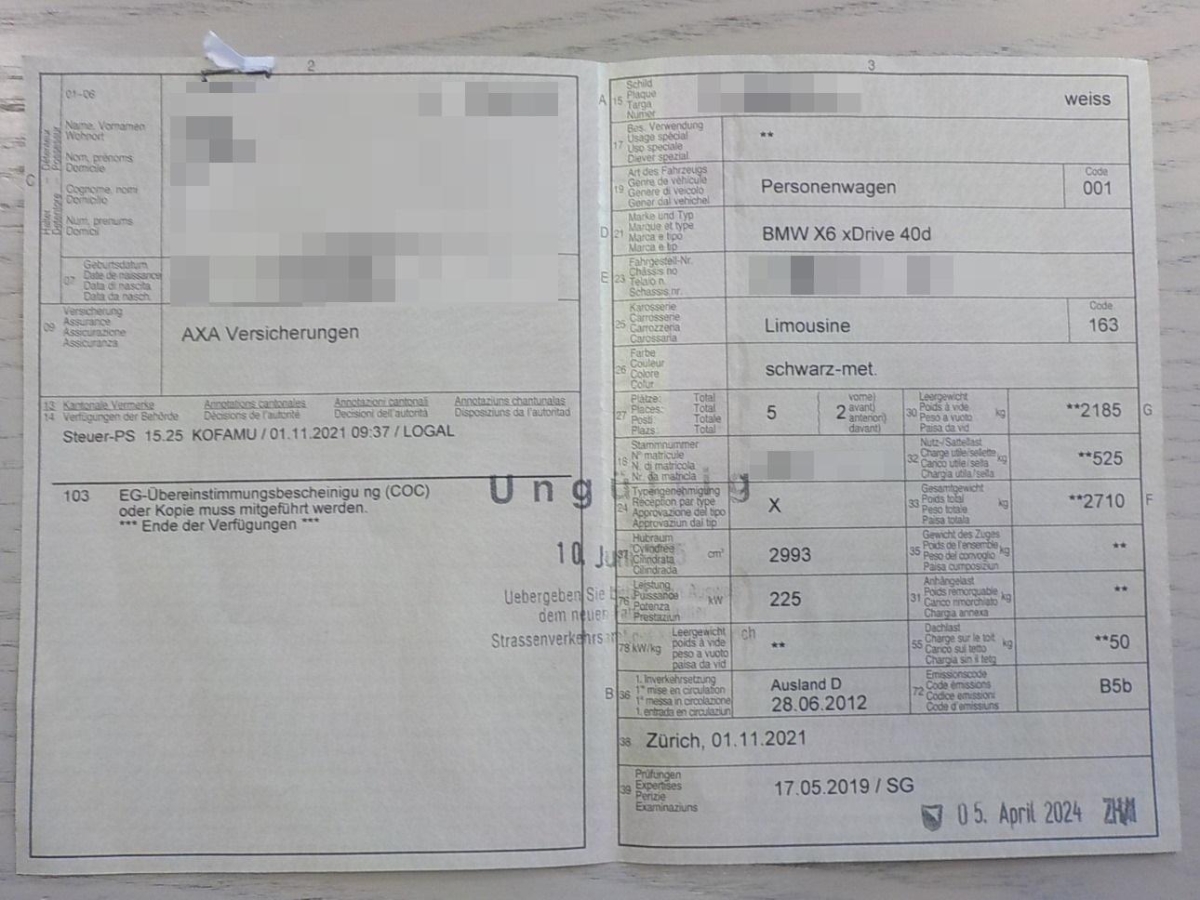 2
01-06
Halter Détenteur
Detentore Possessur
C
Name, Vornamen
Wohnort
Nom, prénoms
Domicile
Cognome, nomi
Domicilio
Num, prenums
Domicil
07
Geburtsdatum
Date de naissance
Data di nascita
Data da nasch.
09
Versicherung
Assurance
Assicurazione
Assicuranza
AXA Versicherungen
13 Kantonale Vermerke Annotations cantonales Annotazioni cantonali Annotaziuns chantunalas
14 Verfügungen der Behörde Décisions de l'autorité Decisioni dell'autorità Disposiziuns da l'autoritad
Steuer-PS 15.25 KOFAMU / 01.11.2021 09:37 / LOGAL
103 EG-Übereinstimmungsbescheinigu ng (COC)
oder Kopie muss mitgeführt werden.
*** Ende der Verfügungen ***
10. Juni
Uebergeben Sie
dem neuen
3
A 15
Schild
Plaque
Targa
Numer
weiss
17
Bes. Verwendung
Usage spécial
Uso speciale
Diever spezial
**
19
Art des Fahrzeugs
Genre de véhicule
Genere di veicolo
Gener dal vehichel
Personenwagen
Code
001
D 21
Marke und Typ
Marque et type
Marca e tipo
Marca e tip
BMW X6 xDrive 40d
E 23
Fahrgestell-Nr.
Châssis no
Telaio n.
Schassis nr.
25
Karosserie
Carrosserie
Carrozzeria
Carossaria
Limousine
Code
163
26
Farbe
Couleur
Colore
Colur
schwarz-met.
27
Plätze: Total
Places: Total
Posti: Totale
Plazs: Total
5
2
vorne)
avant)
anteriori)
davant)
30
Leergewicht
Poids à vide
Peso a vuoto
Paisa da vid
kg
**2185
G
18
Stammnummer
N° matricule
N. di matricola
Nr. da matricla
32
Nutz-/Sattellast
Charge utile/sellette
Carico utile/sella
Chargia utila/sella
kg
**525
24
Typengenehmigung
Réception par type
Approvazione del tipo
Approvaziun dal tip
X
33
Gesamtgewicht
Poids total
Peso totale
Paisa totala
kg
**2710
F
37
Hubraum
Cylindrée
Cilindrata
Cilindrada
cm³
2993
35
Gewicht des Zuges
Poids de l'ensemble
Peso del convoglio
Paisa cumposiziun
kg
**
76
Leistung
Puissance
Potenza
Prestaziun
kW
225
31
Anhängelast
Poids remorquable
Carico rimorchiato
Chargia annexa
kg
**
78 kW/kg
Leergewicht
poids à vide
peso a vuoto
paisa da vid
**
55
Dachlast
Charge sur le toit
Carico sul tetto
Chargia sin il tetg
kg
**50
B 36
1. Inverkehrsetzung
1re mise en circulation
1a messa in circolazione
1. entrada en circulaziun
Ausland D
28.06.2012
72
Emissionscode
Code émissions
Codice emissioni
Code d'emissiuns
B5b
38 Zürich, 01.11.2021
39
Prüfungen
Expertises
Perizie
Examinaziuns
17.05.2019 / SG
05. April 2024